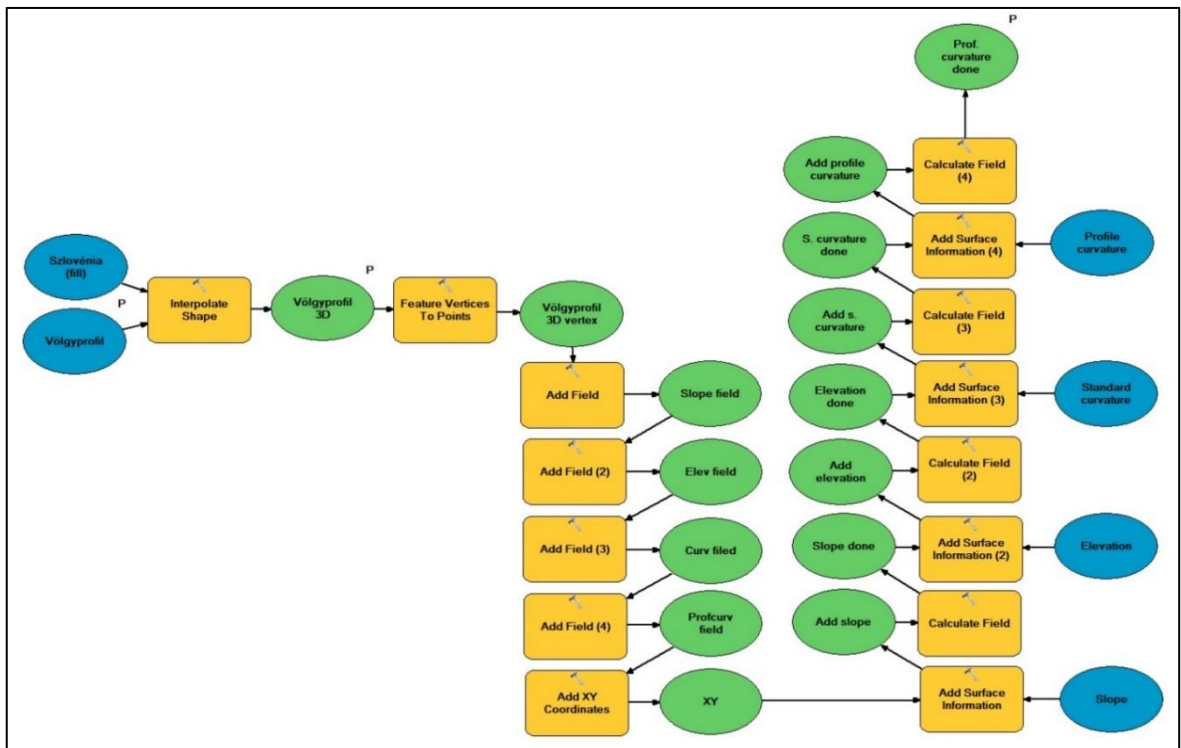 P
Prof.
curvature
done
Add profile
curvature
Calculate Field
(4)
S. curvature
done
Add Surface
Information (4)
Profile
curvature
Szlovénia
(fill)
P
Völgyprofil
Interpolate
Shape
Völgyprofil
3D
P
Feature Vertices
To Points
Völgyprofil
3D vertex
Add s.
curvature
Calculate Field
(3)
Add Field
Slope field
Elevation
done
Add Surface
Information (3)
Standard
curvature
Add Field (2)
Elev field
Add
elevation
Calculate Field
(2)
Add Field (3)
Curv filed
Slope done
Add Surface
Information (2)
Elevation
Add Field (4)
Profcurv
field
Add slope
Calculate Field
Add XY
Coordinates
XY
Add Surface
Information
Slope